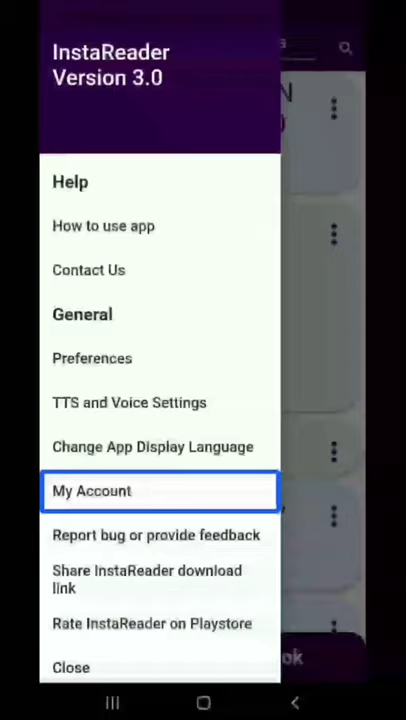 InstaReader
Version 3.0
Help
How to use app
Contact Us
General
Preferences
TTS and Voice Settings
Change App Display Language
My Account
Report bug or provide feedback
Share InstaReader download
link
Rate InstaReader on Playstore
Close